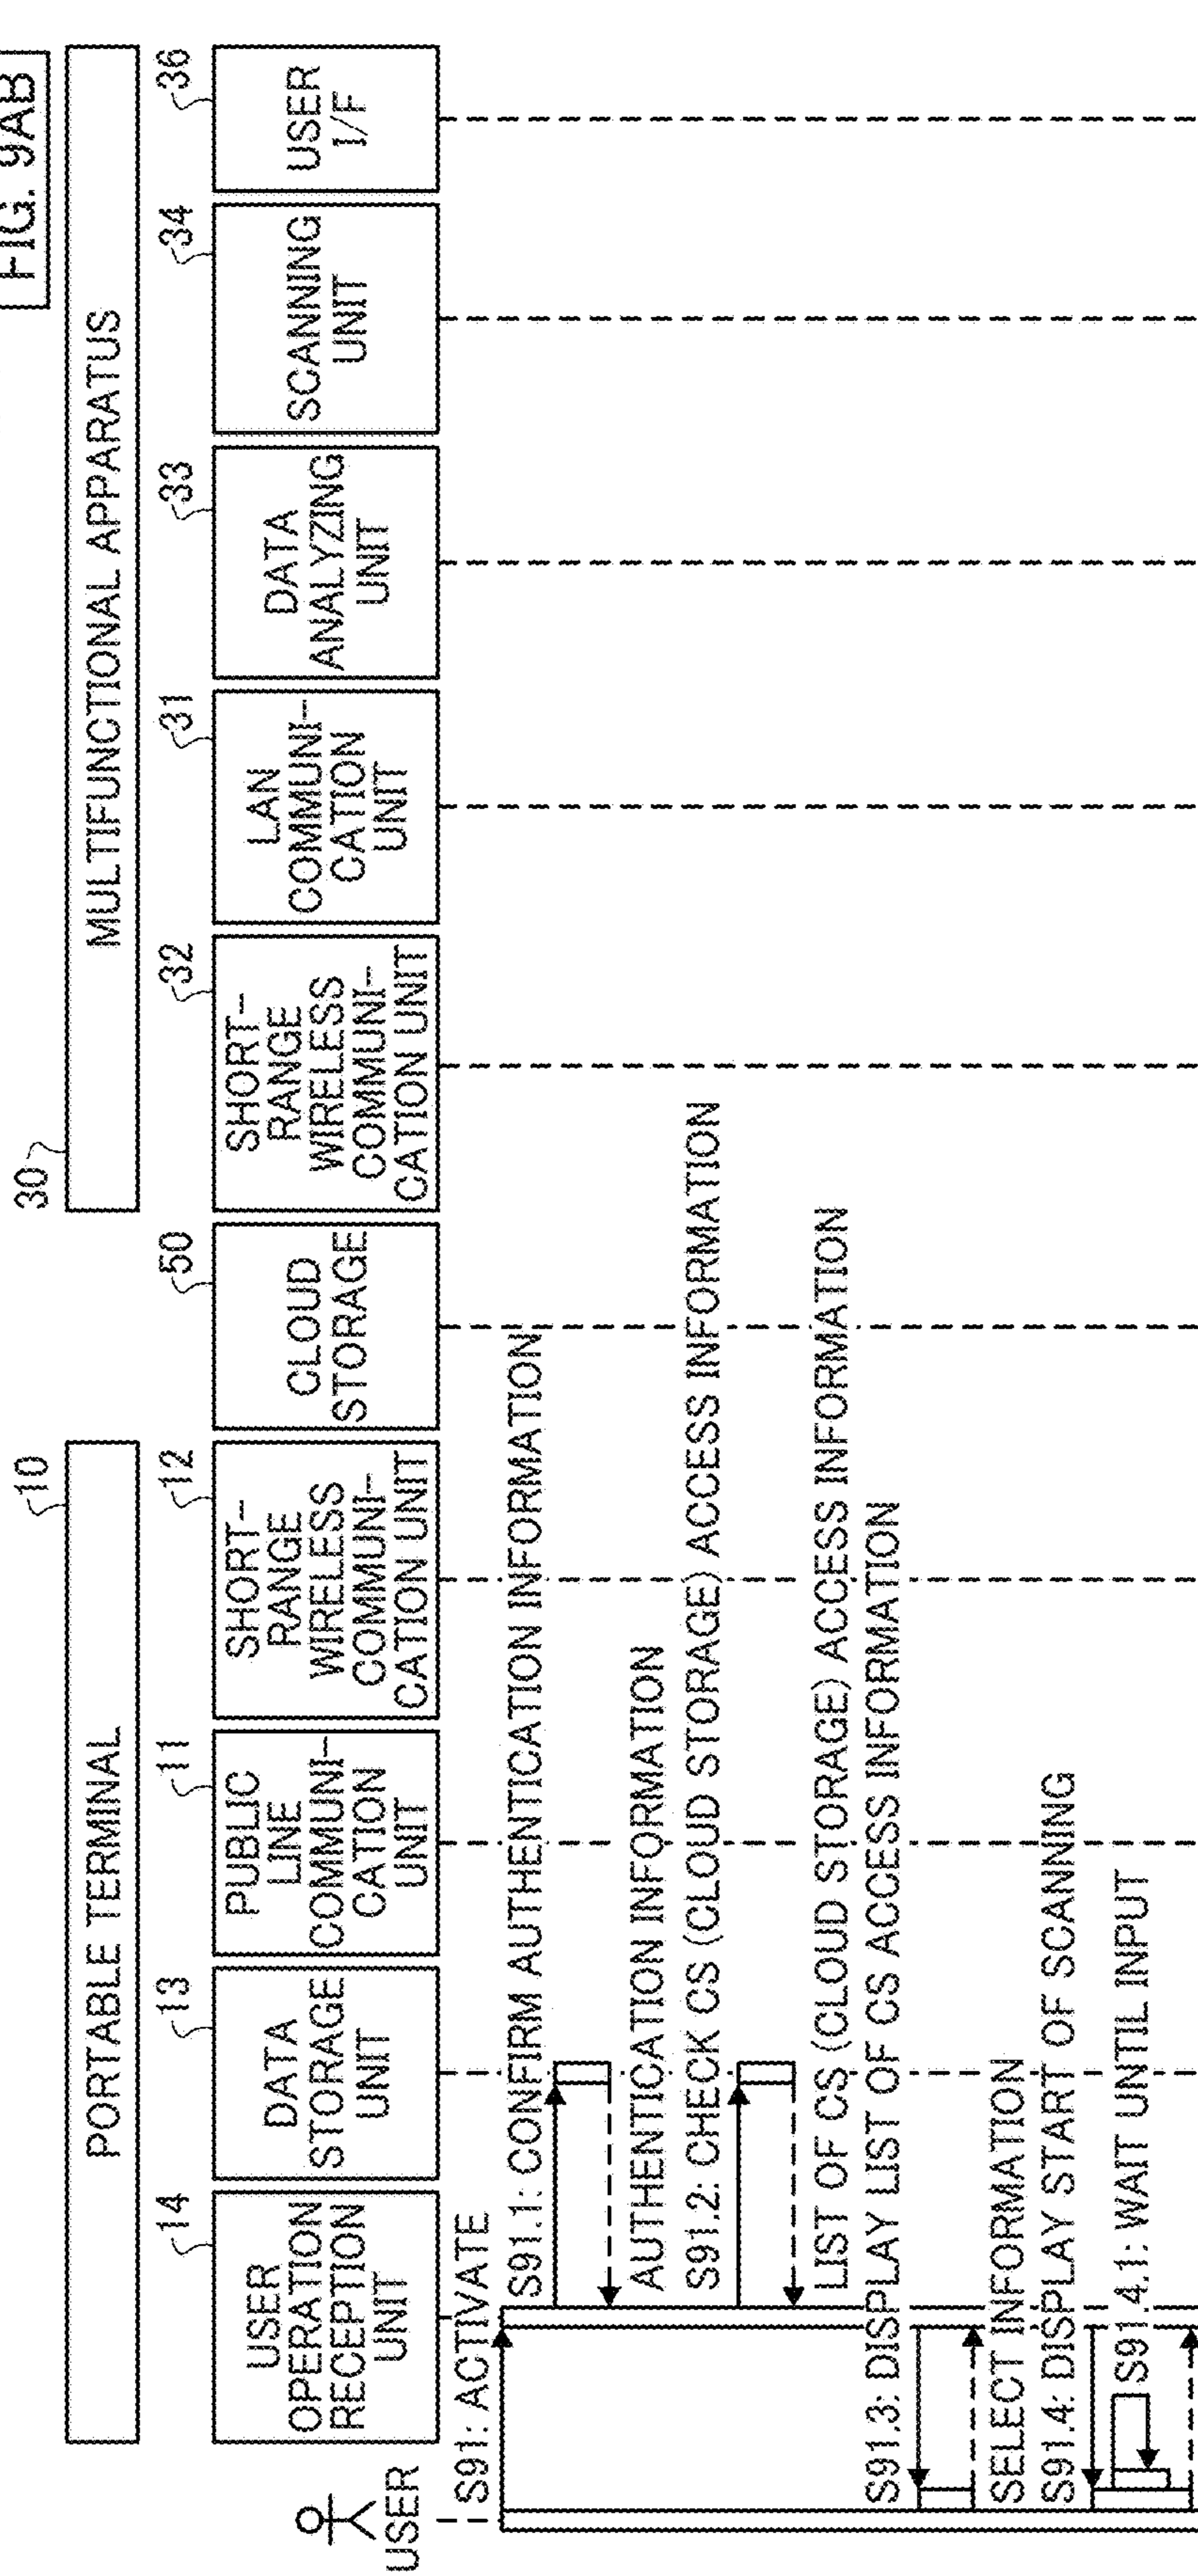 FIG. 9AB
10
PORTABLE TERMINAL
30
MULTIFUNCTIONAL APPARATUS
14
USER
OPERATION
RECEPTION
UNIT
13
DATA
STORAGE
UNIT
11
PUBLIC
LINE
COMMUNI-
CATION
UNIT
12
SHORT-
RANGE
WIRELESS
COMMUNI-
CATION UNIT
50
CLOUD
STORAGE
32
SHORT-
RANGE
WIRELESS
COMMUNI-
CATION UNIT
31
LAN
COMMUNI-
CATION
UNIT
33
DATA
ANALYZING
UNIT
34
SCANNING
UNIT
36
USER
I/F
USER
S91: ACTIVATE
S91.1: CONFIRM AUTHENTICATION INFORMATION
AUTHENTICATION INFORMATION
S91.2: CHECK CS (CLOUD STORAGE) ACCESS INFORMATION
LIST OF CS (CLOUD STORAGE) ACCESS INFORMATION
S91.3: DISPLAY LIST OF CS ACCESS INFORMATION
SELECT INFORMATION
S91.4: DISPLAY START OF SCANNING
S91.4.1: WAIT UNTIL INPUT